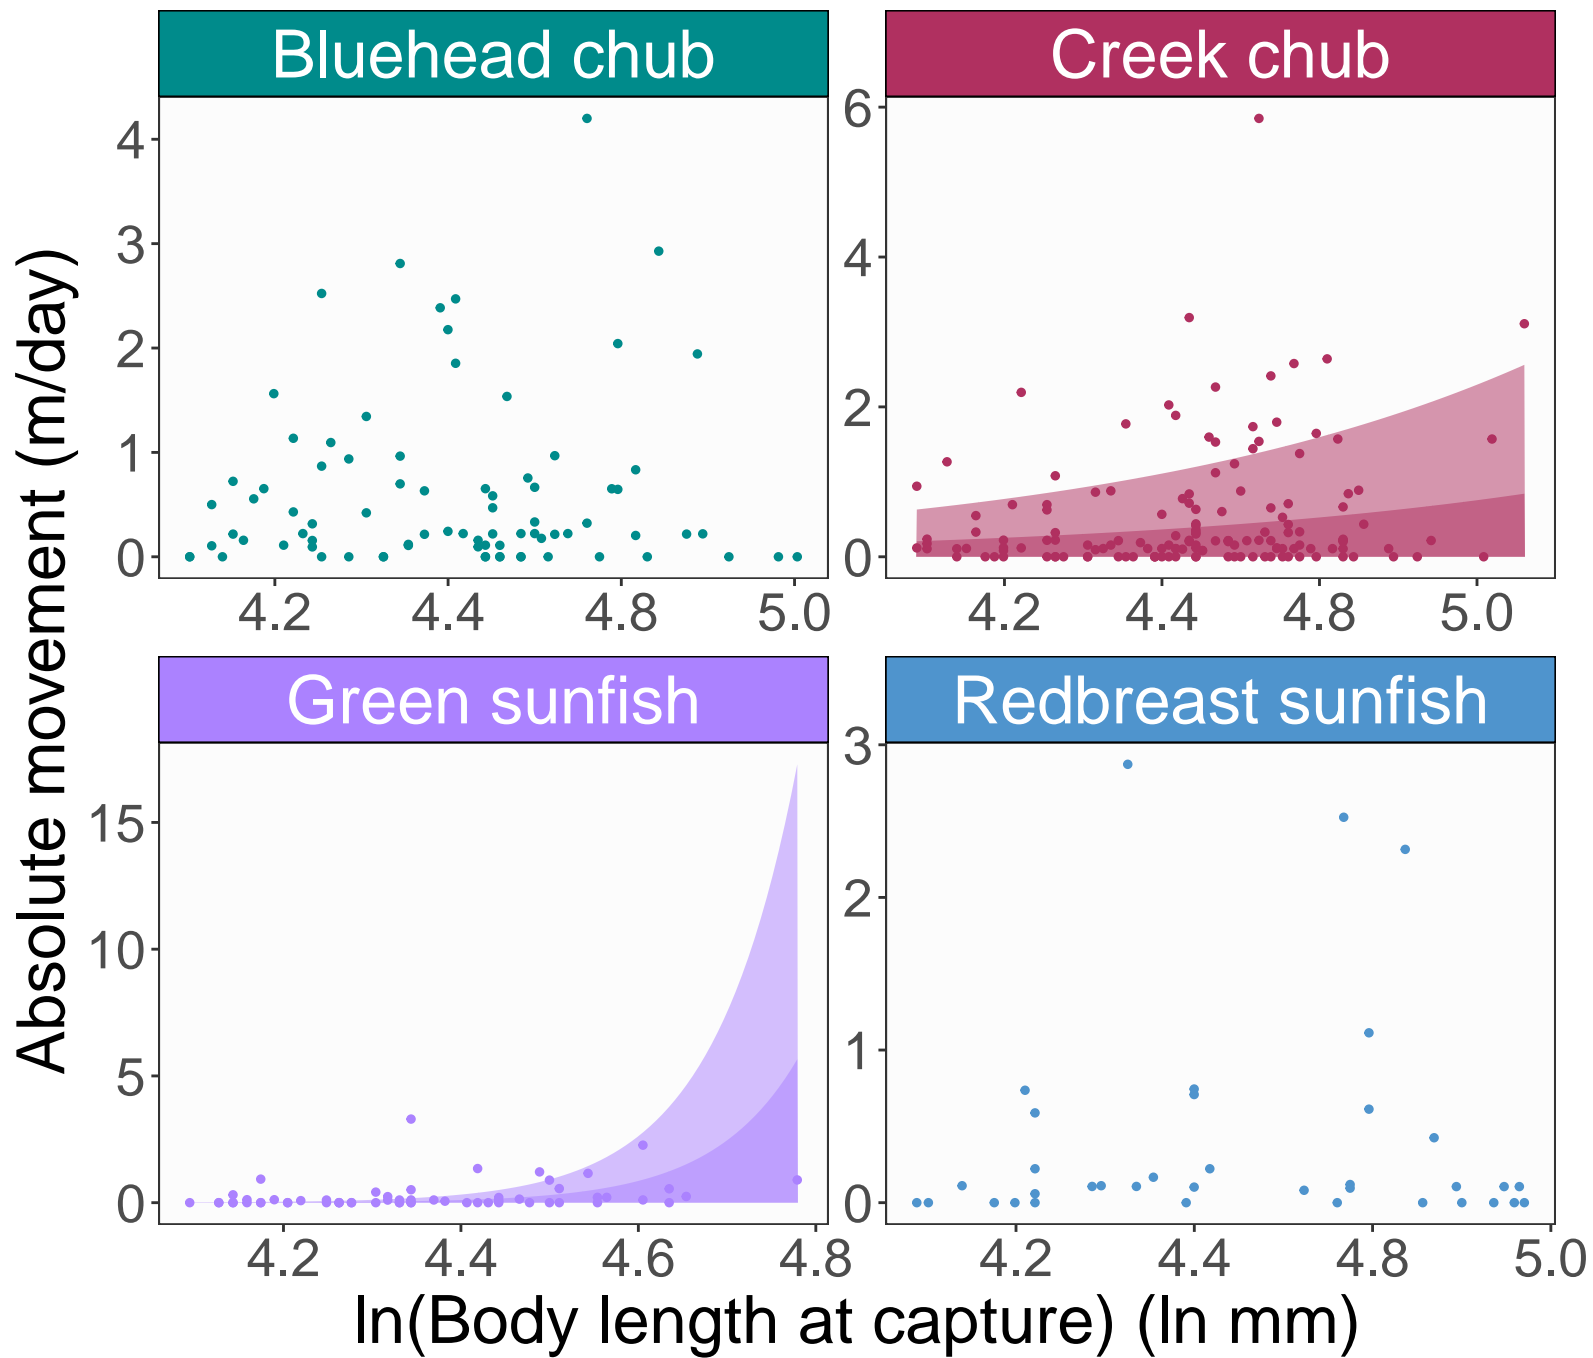 Bluehead chub
Creek chub
4
3
2
1
0
6
4
2
0
4.2 4.4 4.8 5.0
4.2 4.4 4.8 5.0
Green sunfish
Redbreast sunfish
15
10
5
0
3
2
1
0
4.2 4.4 4.6 4.8
4.2 4.4 4.8 5.0
Absolute movement (m/day)
ln(Body length at capture) (ln mm)